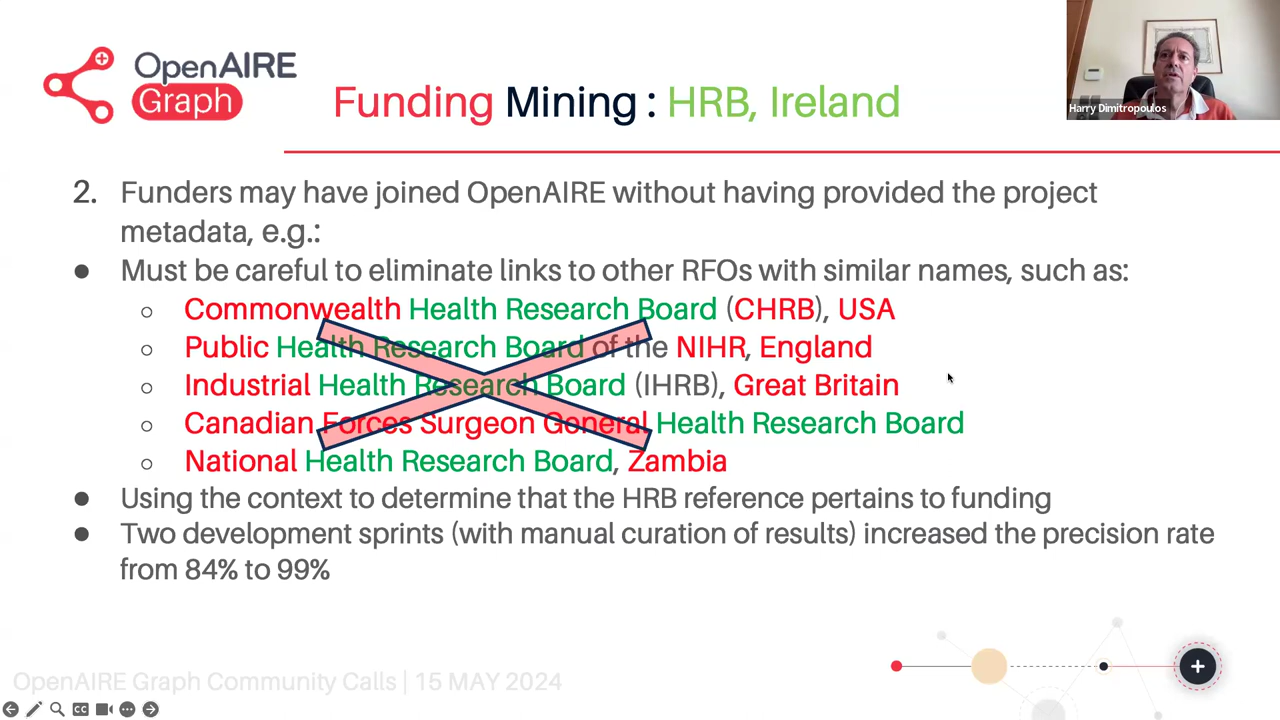 OpenAIRE
Graph
Funding Mining : HRB, Ireland
Harry Dimitropoulos
2. Funders may have joined OpenAIRE without having provided the project
metadata, e.g.:
● Must be careful to eliminate links to other RFOs with similar names, such as:
○ Commonwealth Health Research Board (CHRB), USA
○ Public Health Research Board of the NIHR, England
○ Industrial Health Research Board (IHRB), Great Britain
○ Canadian Forces Surgeon General Health Research Board
○ National Health Research Board, Zambia
● Using the context to determine that the HRB reference pertains to funding
● Two development sprints (with manual curation of results) increased the precision rate
from 84% to 99%
OpenAIRE Graph Community Calls | 15 MAY 2024
CC